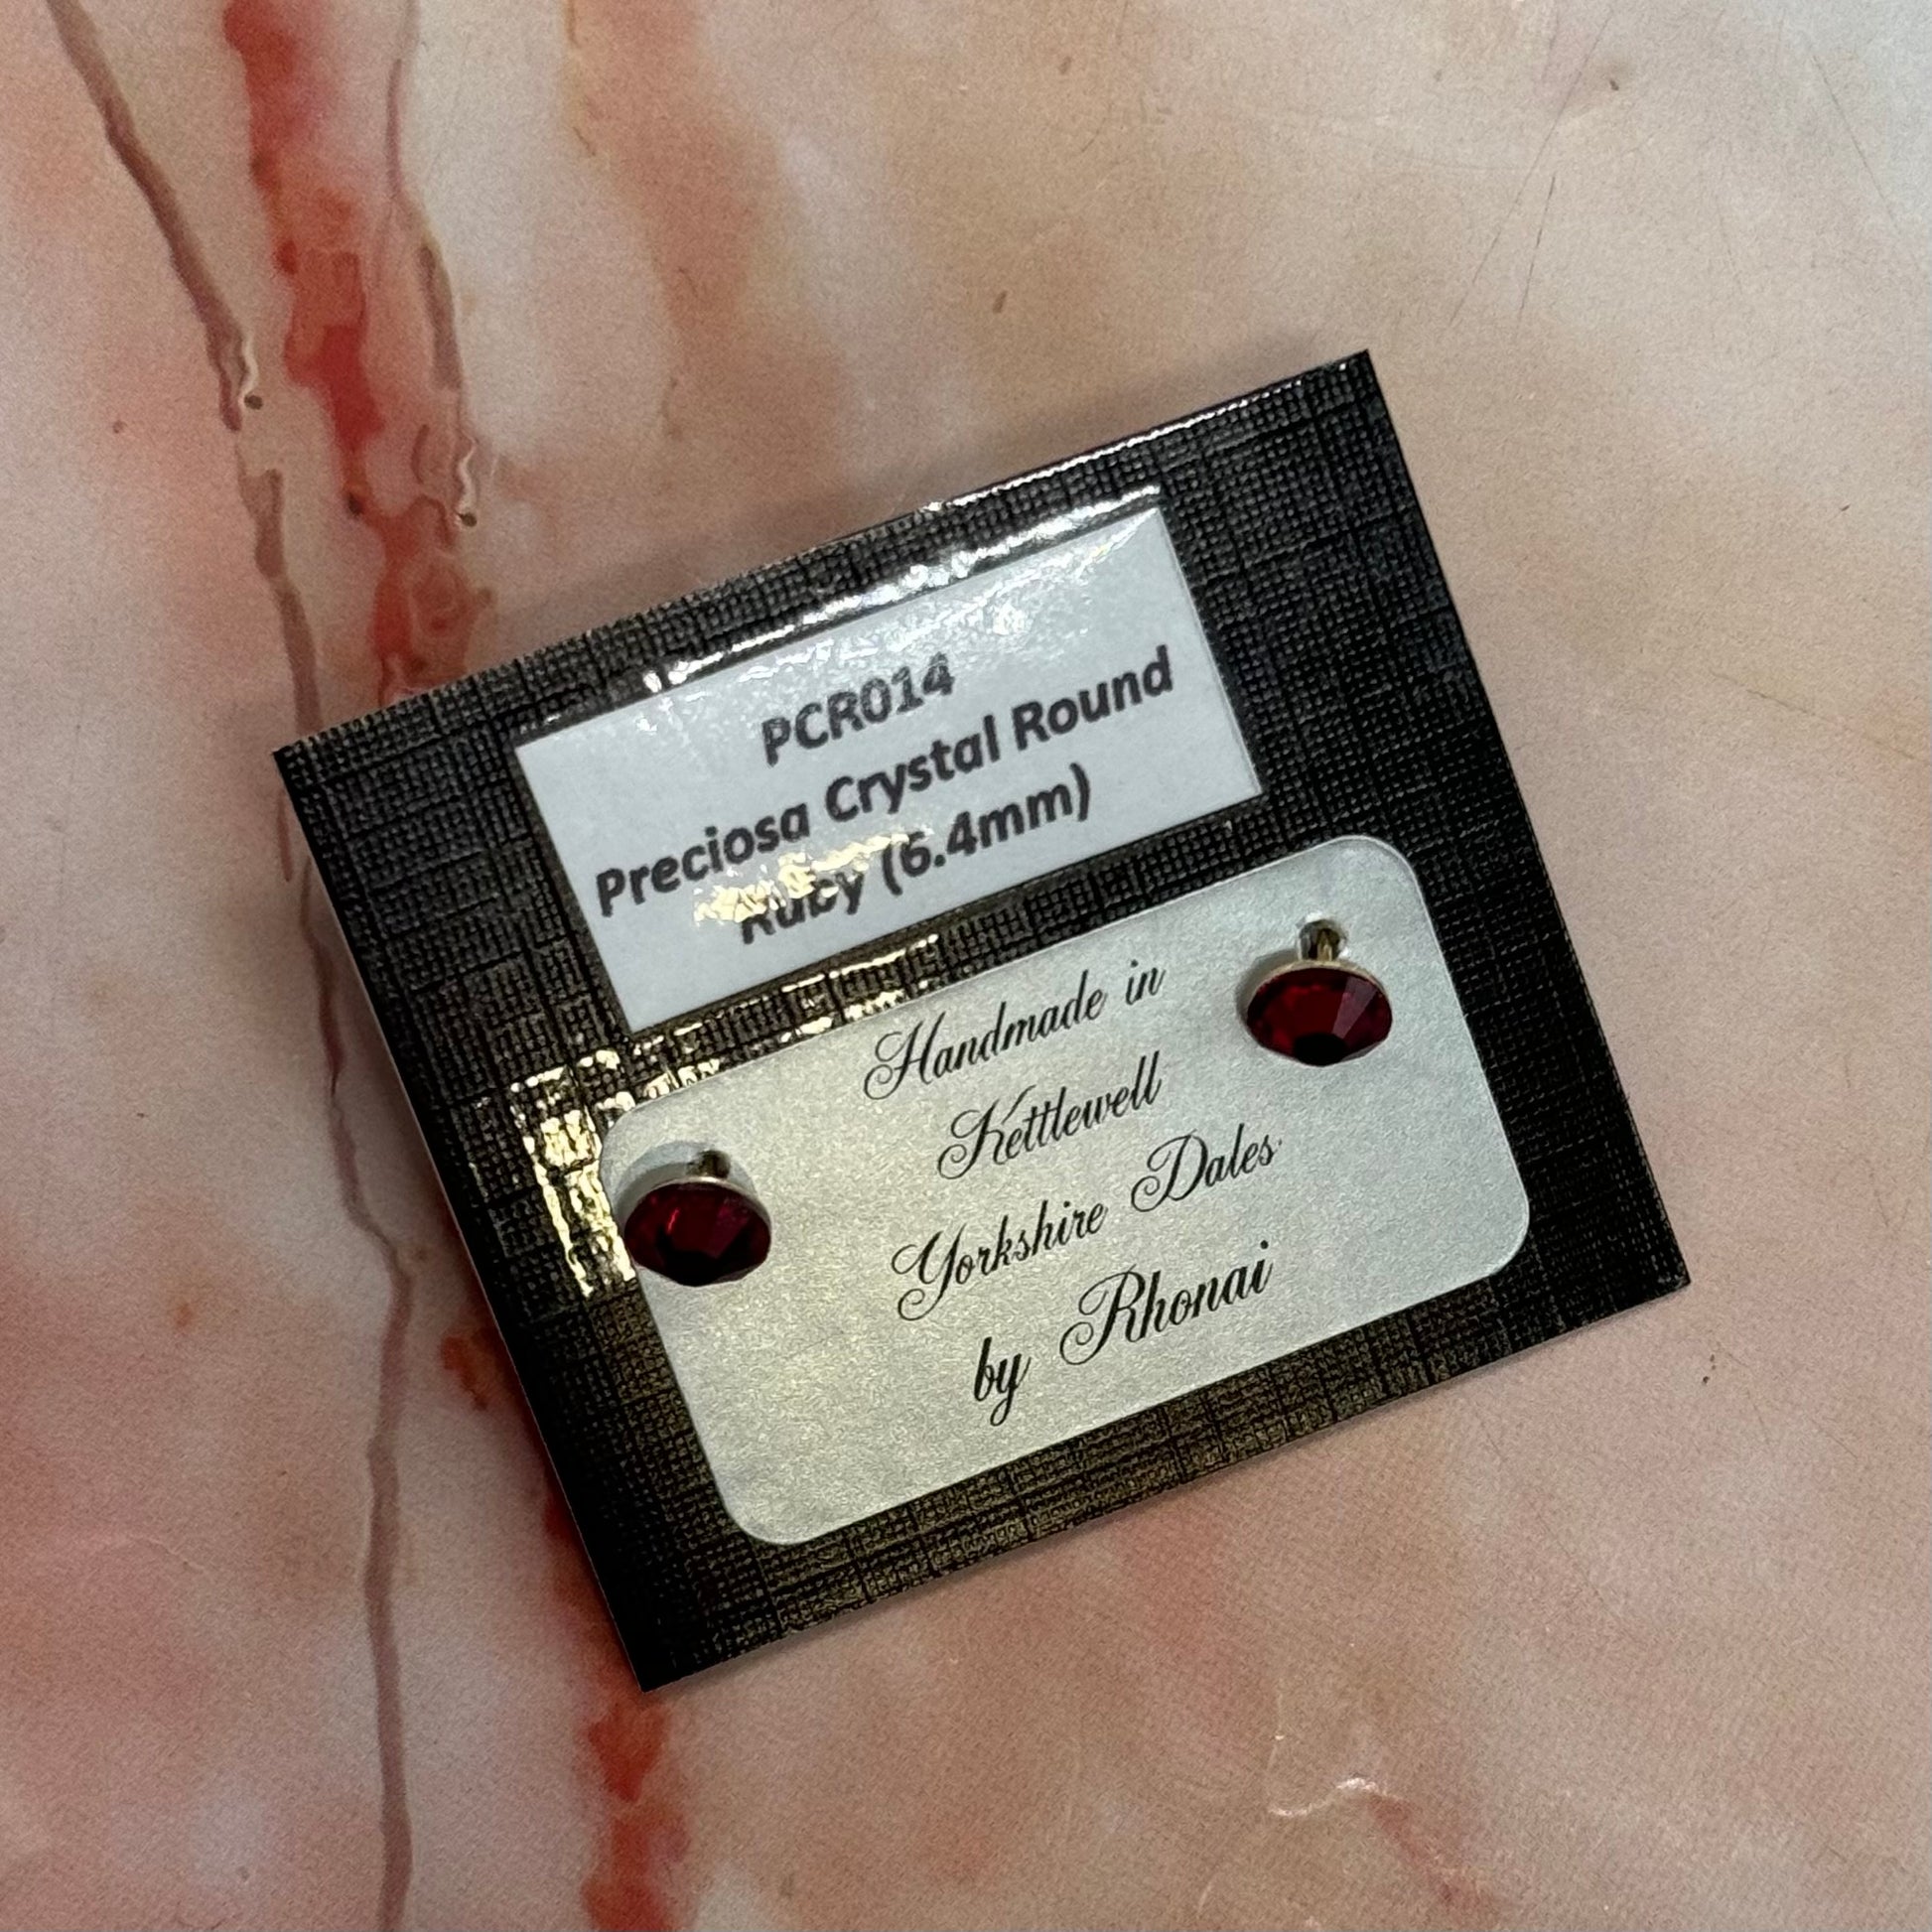 PCR014
Preciosa Crystal Round
Ruby (6.4mm)
Handmade in
Kettlewell
Yorkshire Dales
by Rhonai